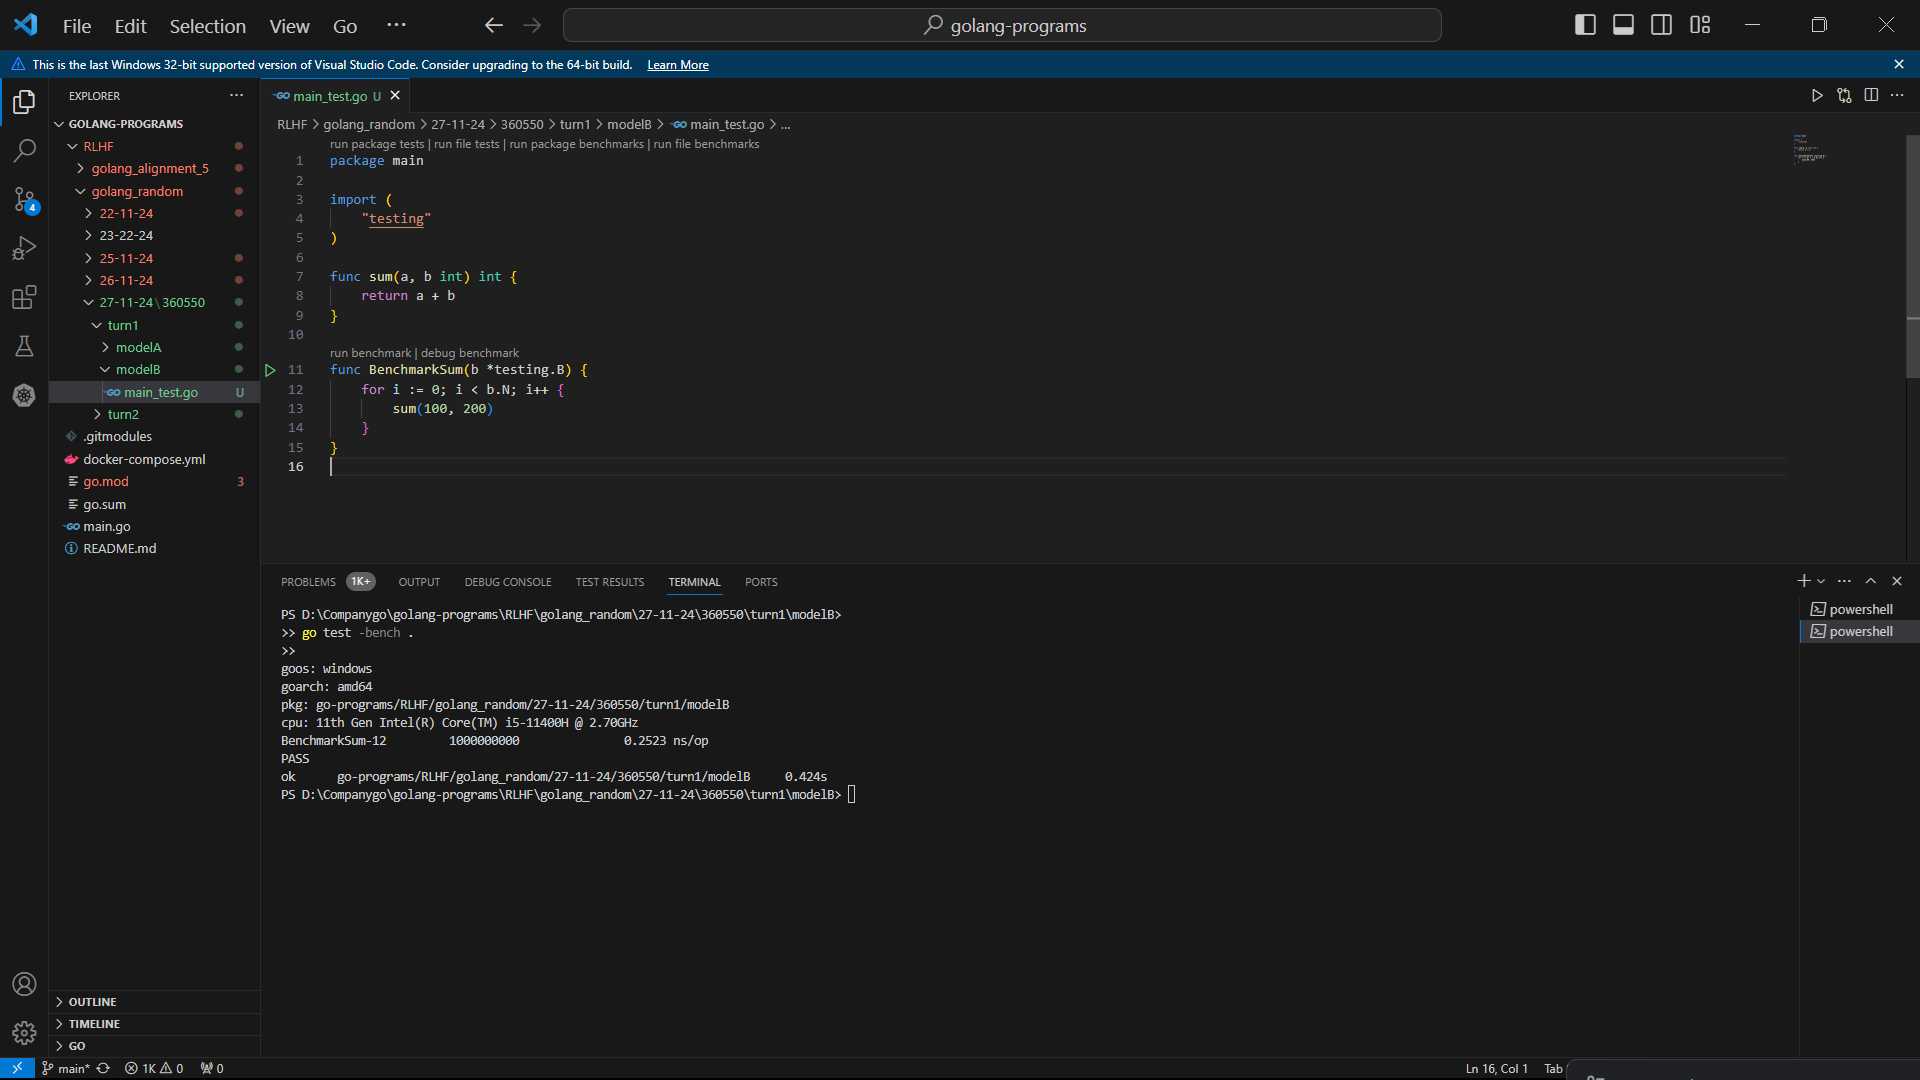 File Edit Selection View Go ···
golang-programs
This is the last Windows 32-bit supported version of Visual Studio Code. Consider upgrading to the 64-bit build. Learn More
EXPLORER
GOLANG-PROGRAMS
RLHF
golang_alignment_5
golang_random
22-11-24
23-22-24
25-11-24
26-11-24
27-11-24\360550
turn1
modelA
modelB
GO main_test.go U
turn2
.gitmodules
docker-compose.yml
go.mod 3
go.sum
GO main.go
README.md
OUTLINE
TIMELINE
GO
4
GO main_test.go U
RLHF > golang_random > 27-11-24 > 360550 > turn1 > modelB > GO main_test.go > ...
run package tests | run file tests | run package benchmarks | run file benchmarks
1 package main
2
3 import (
4 "testing"
5 )
6
7 func sum(a, b int) int {
8 return a + b
9 }
10
run benchmark | debug benchmark
11 func BenchmarkSum(b *testing.B) {
12 for i := 0; i < b.N; i++ {
13 sum(100, 200)
14 }
15 }
16
PROBLEMS 1K+ OUTPUT DEBUG CONSOLE TEST RESULTS TERMINAL PORTS
PS D:\Companygo\golang-programs\RLHF\golang_random\27-11-24\360550\turn1\modelB>
>> go test -bench .
>>
goos: windows
goarch: amd64
pkg: go-programs/RLHF/golang_random/27-11-24/360550/turn1/modelB
cpu: 11th Gen Intel(R) Core(TM) i5-11400H @ 2.70GHz
BenchmarkSum-12 1000000000 0.2523 ns/op
PASS
ok go-programs/RLHF/golang_random/27-11-24/360550/turn1/modelB 0.424s
PS D:\Companygo\golang-programs\RLHF\golang_random\27-11-24\360550\turn1\modelB>
powershell
powershell
main* 1K 0 0
Ln 16, Col 1 Tab